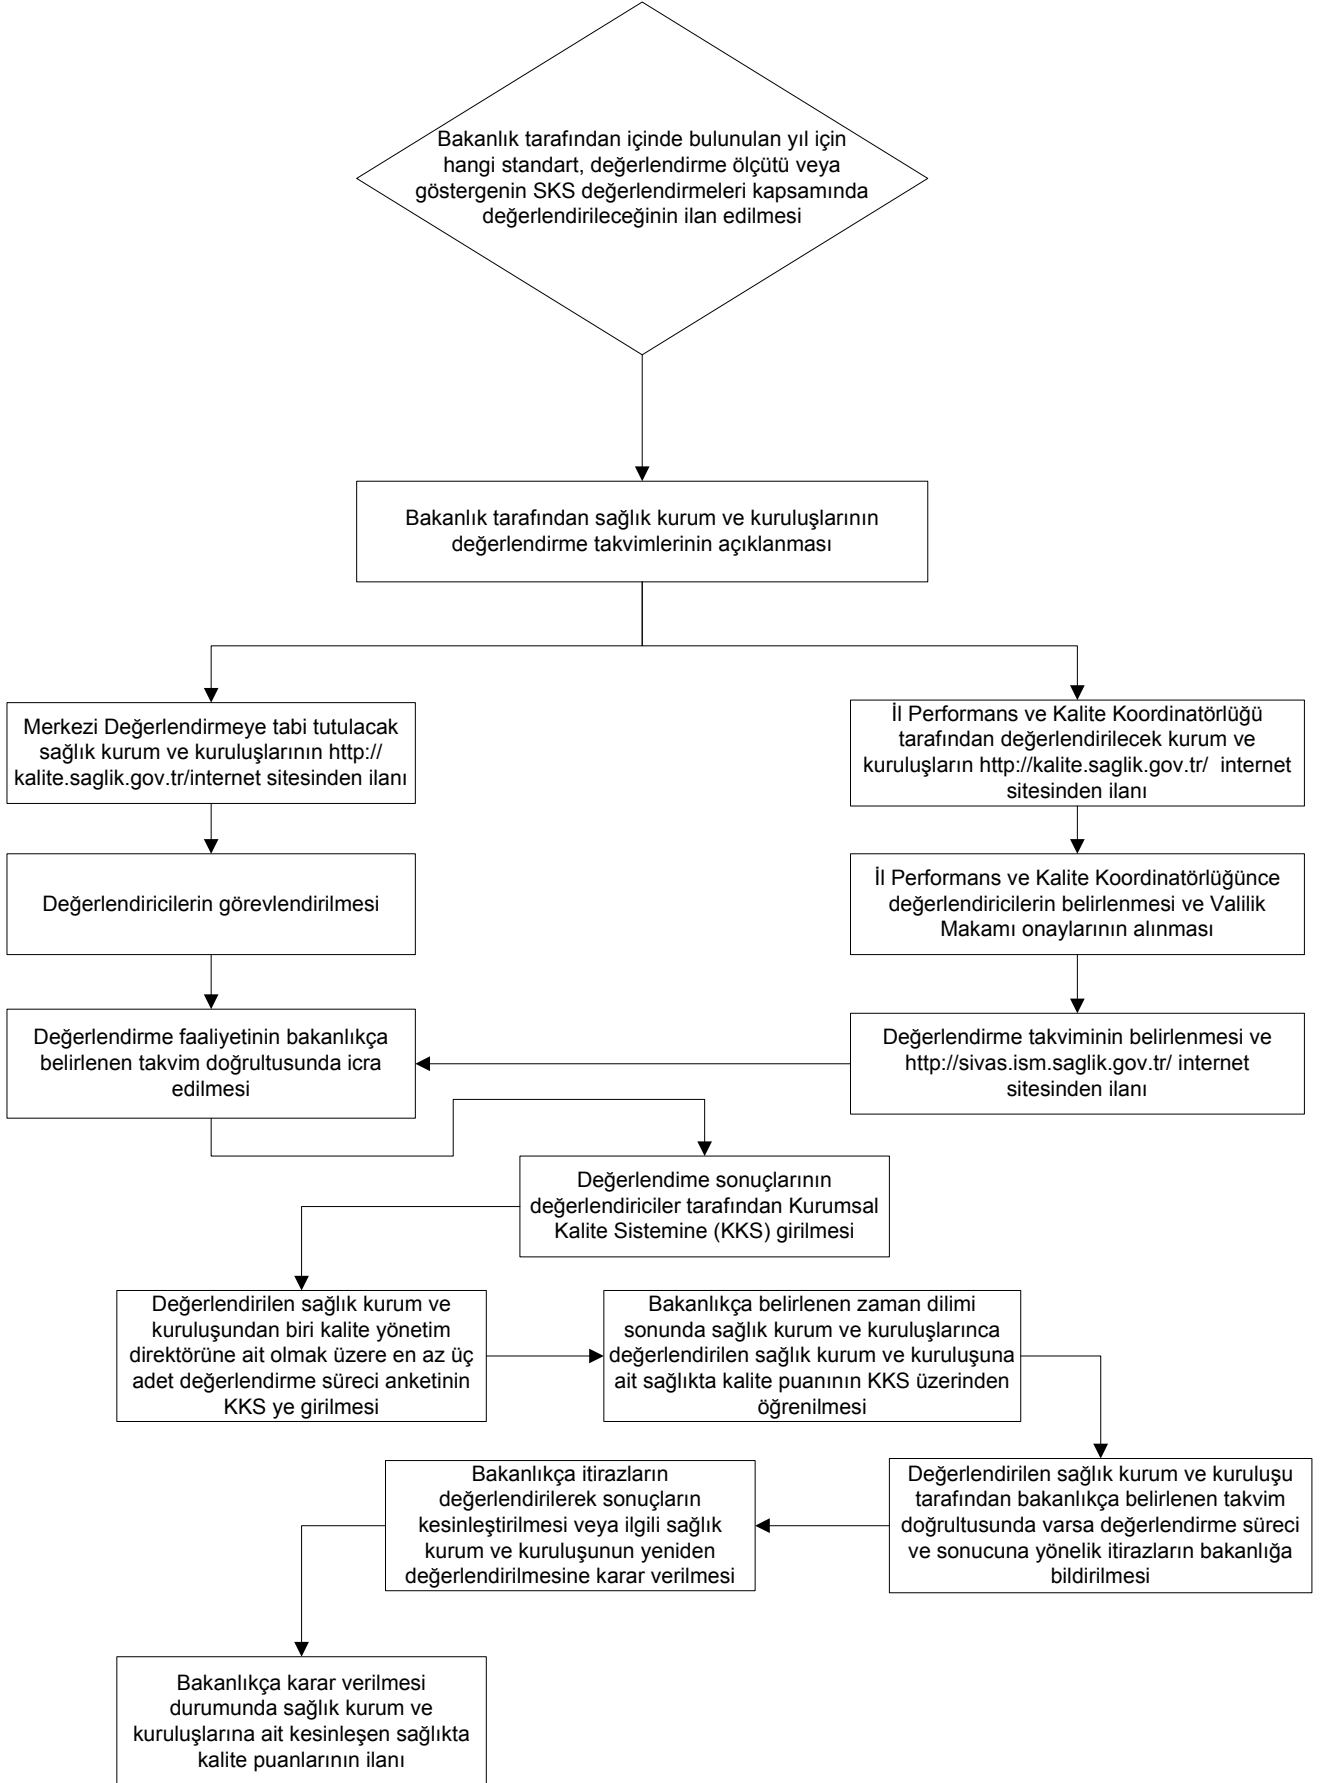 Bakanlık tarafından içinde bulunulan yıl için
hangi standart, değerlendirme ölçütü veya
göstergenin SKS değerlendirmeleri kapsamında
değerlendirileceğinin ilan edilmesi
Bakanlık tarafından sağlık kurum ve kuruluşlarının
değerlendirme takvimlerinin açıklanması
Merkezi Değerlendirmeye tabi tutulacak
sağlık kurum ve kuruluşlarının http://
kalite.saglik.gov.tr/internet sitesinden ilanı
İl Performans ve Kalite Koordinatörlüğü
tarafından değerlendirilecek kurum ve
kuruluşların http://kalite.saglik.gov.tr/ internet
sitesinden ilanı
Değerlendiricilerin görevlendirilmesi
İl Performans ve Kalite Koordinatörlüğünce
değerlendiricilerin belirlenmesi ve Valilik
Makamı onaylarının alınması
Değerlendirme faaliyetinin bakanlıkça
belirlenen takvim doğrultusunda icra
edilmesi
Değerlendirme takviminin belirlenmesi ve
http://sivas.ism.saglik.gov.tr/ internet
sitesinden ilanı
Değerlendime sonuçlarının
değerlendiriciler tarafından Kurumsal
Kalite Sistemine (KKS) girilmesi
Değerlendirilen sağlık kurum ve
kuruluşundan biri kalite yönetim
direktörüne ait olmak üzere en az üç
adet değerlendirme süreci anketinin
KKS ye girilmesi
Bakanlıkça belirlenen zaman dilimi
sonunda sağlık kurum ve kuruluşlarınca
değerlendirilen sağlık kurum ve kuruluşuna
ait sağlıkta kalite puanının KKS üzerinden
öğrenilmesi
Değerlendirilen sağlık kurum ve kuruluşu
tarafından bakanlıkça belirlenen takvim
doğrultusunda varsa değerlendirme süreci
ve sonucuna yönelik itirazların bakanlığa
bildirilmesi
Bakanlıkça itirazların
değerlendirilerek sonuçların
kesinleştirilmesi veya ilgili sağlık
kurum ve kuruluşunun yeniden
değerlendirilmesine karar verilmesi
Bakanlıkça karar verilmesi
durumunda sağlık kurum ve
kuruluşlarına ait kesinleşen sağlıkta
kalite puanlarının ilanı